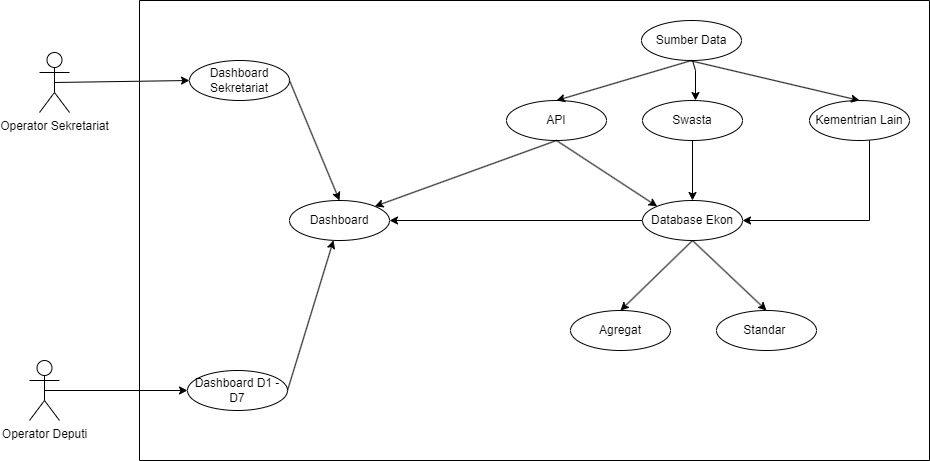 Sumber Data
Dashboard
Sekretariat
Operator Sekretariat
API
Swasta
Kementrian Lain
Dashboard
Database Ekon
Agregat
Standar
Dashboard D1 -
D7
Operator Deputi